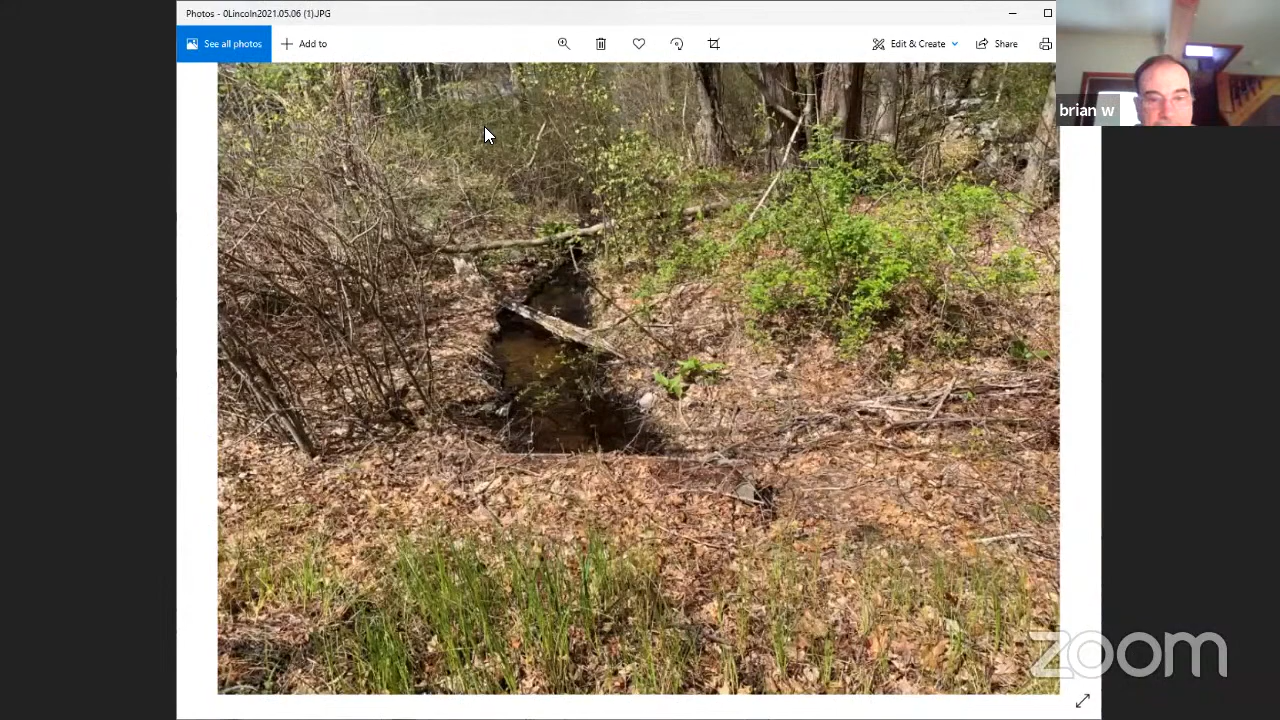 Photos - 0Lincoln2021.05.06 (1).JPG
See all photos
Add to
Edit & Create
Share
brian w
zoom